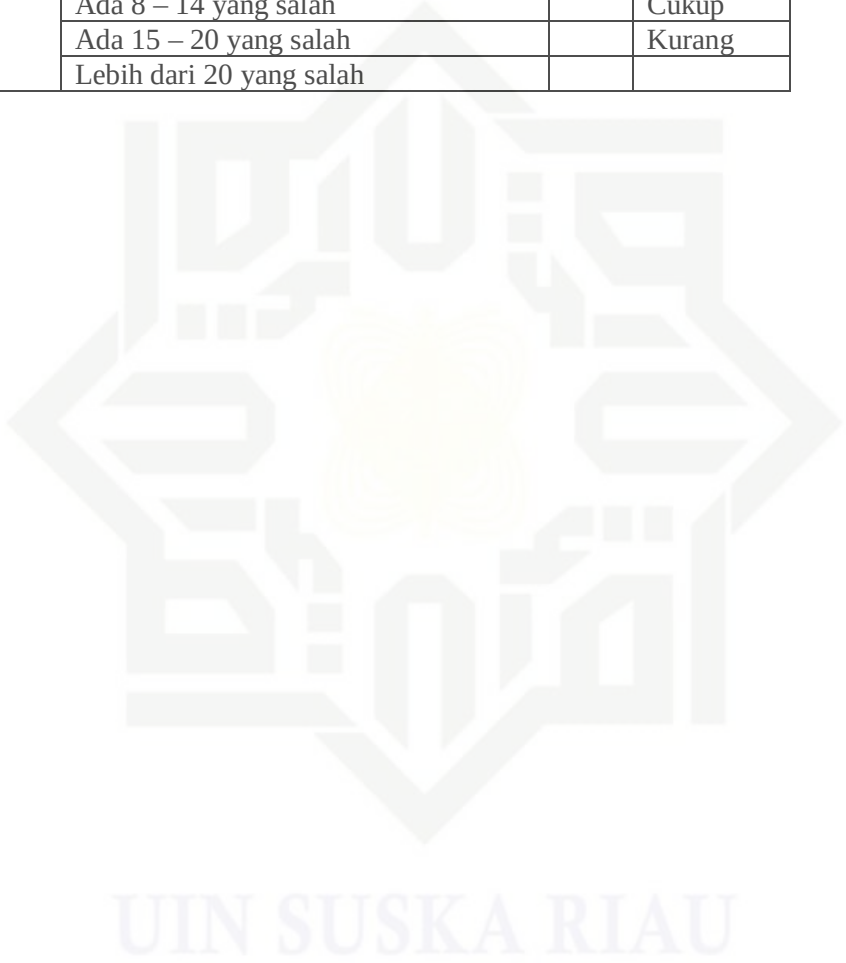 Ada 8 – 14 yang salah Cukup
Ada 15 – 20 yang salah Kurang
Lebih dari 20 yang salah
UIN SUSKA RIAU